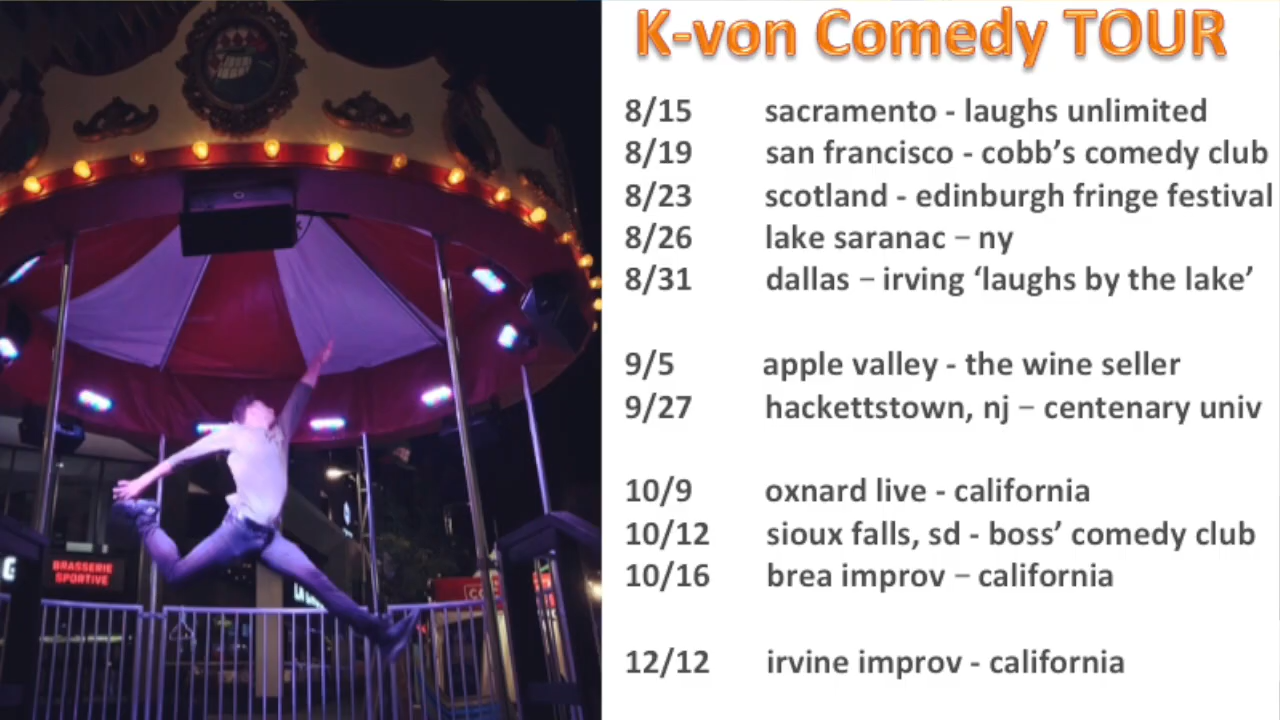 K-von Comedy TOUR
8/15 sacramento - laughs unlimited
8/19 san francisco - cobb's comedy club
8/23 scotland - edinburgh fringe festival
8/26 lake saranac – ny
8/31 dallas – irving ‘laughs by the lake’
9/5 apple valley - the wine seller
9/27 hackettstown, nj – centenary univ
10/9 oxnard live - california
10/12 sioux falls, sd - boss’ comedy club
10/16 brea improv – california
12/12 irvine improv - california
BRASSERIE
SPORTIVE